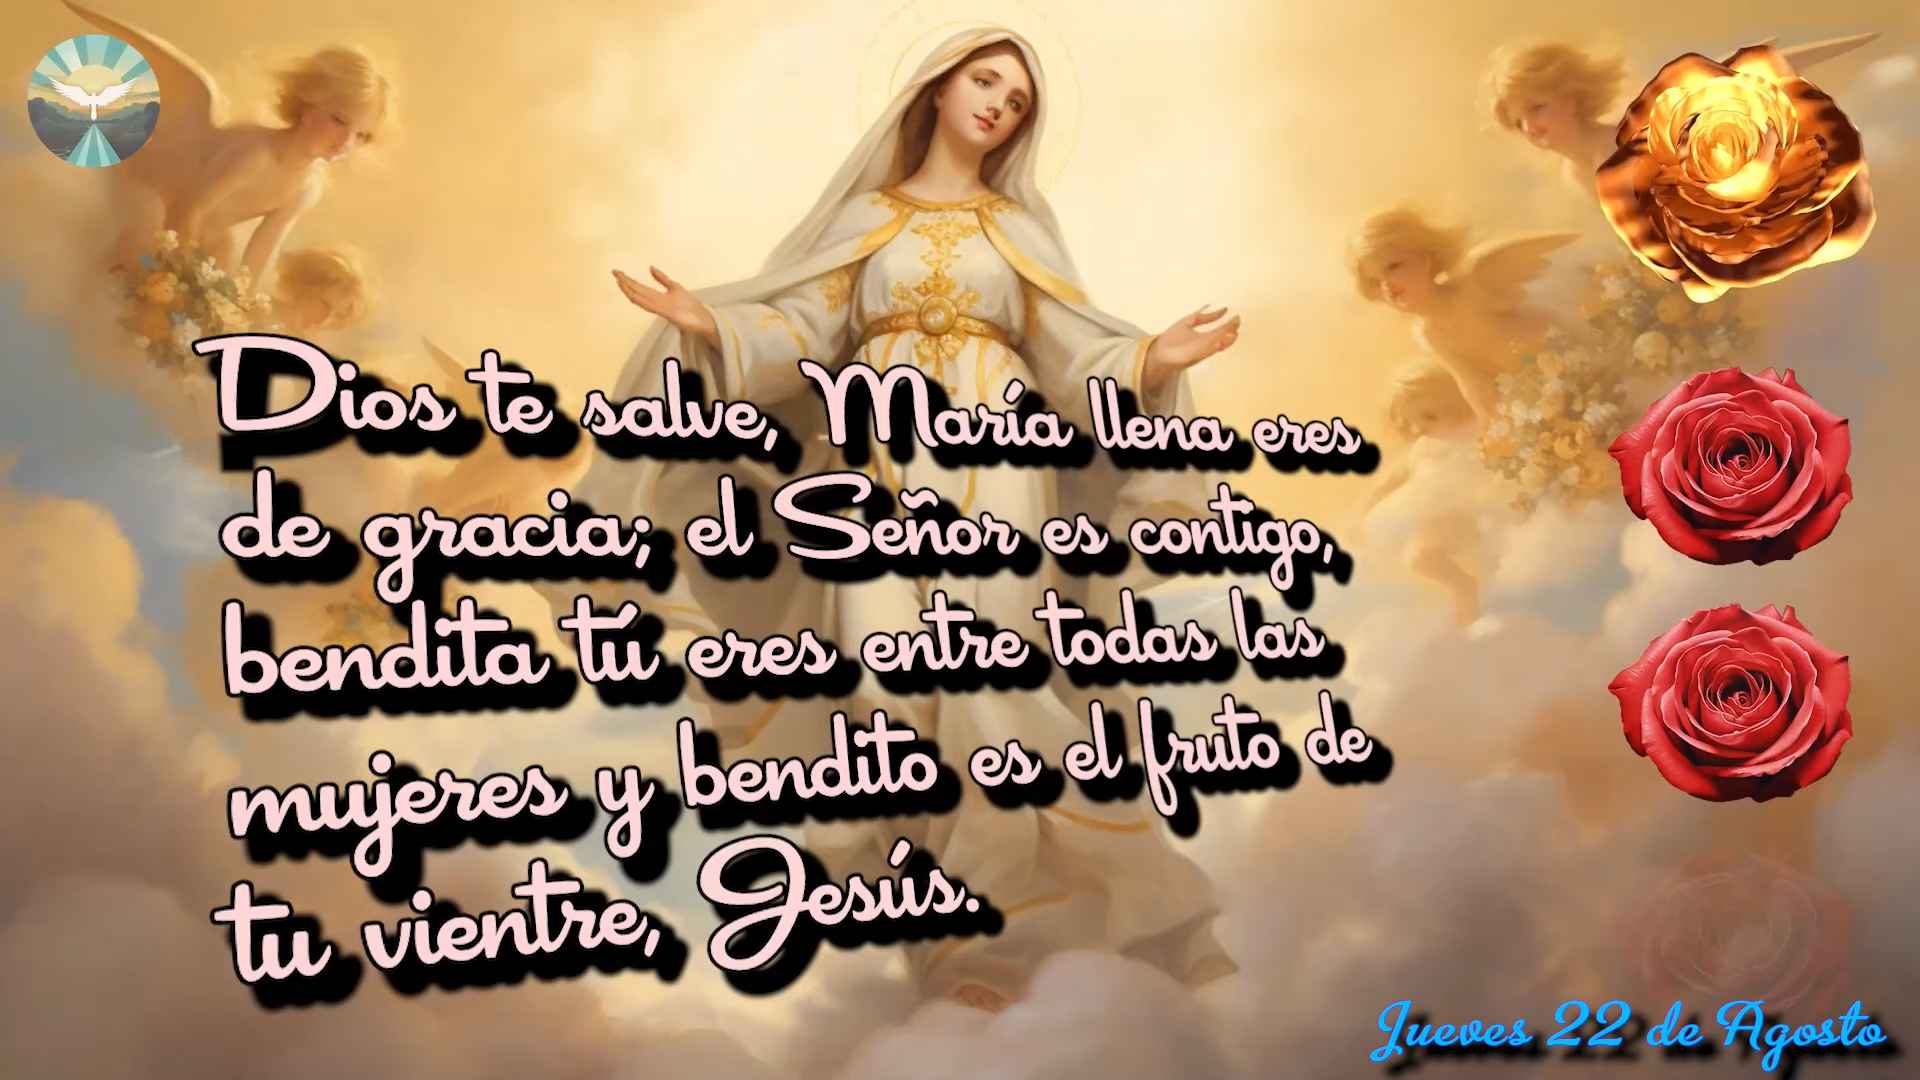 Dios te salve, María llena eres
de gracia; el Señor es contigo,
bendita tú eres entre todas las
mujeres y bendito es el fruto de
tu vientre, Jesús.
Jueves 22 de Agosto